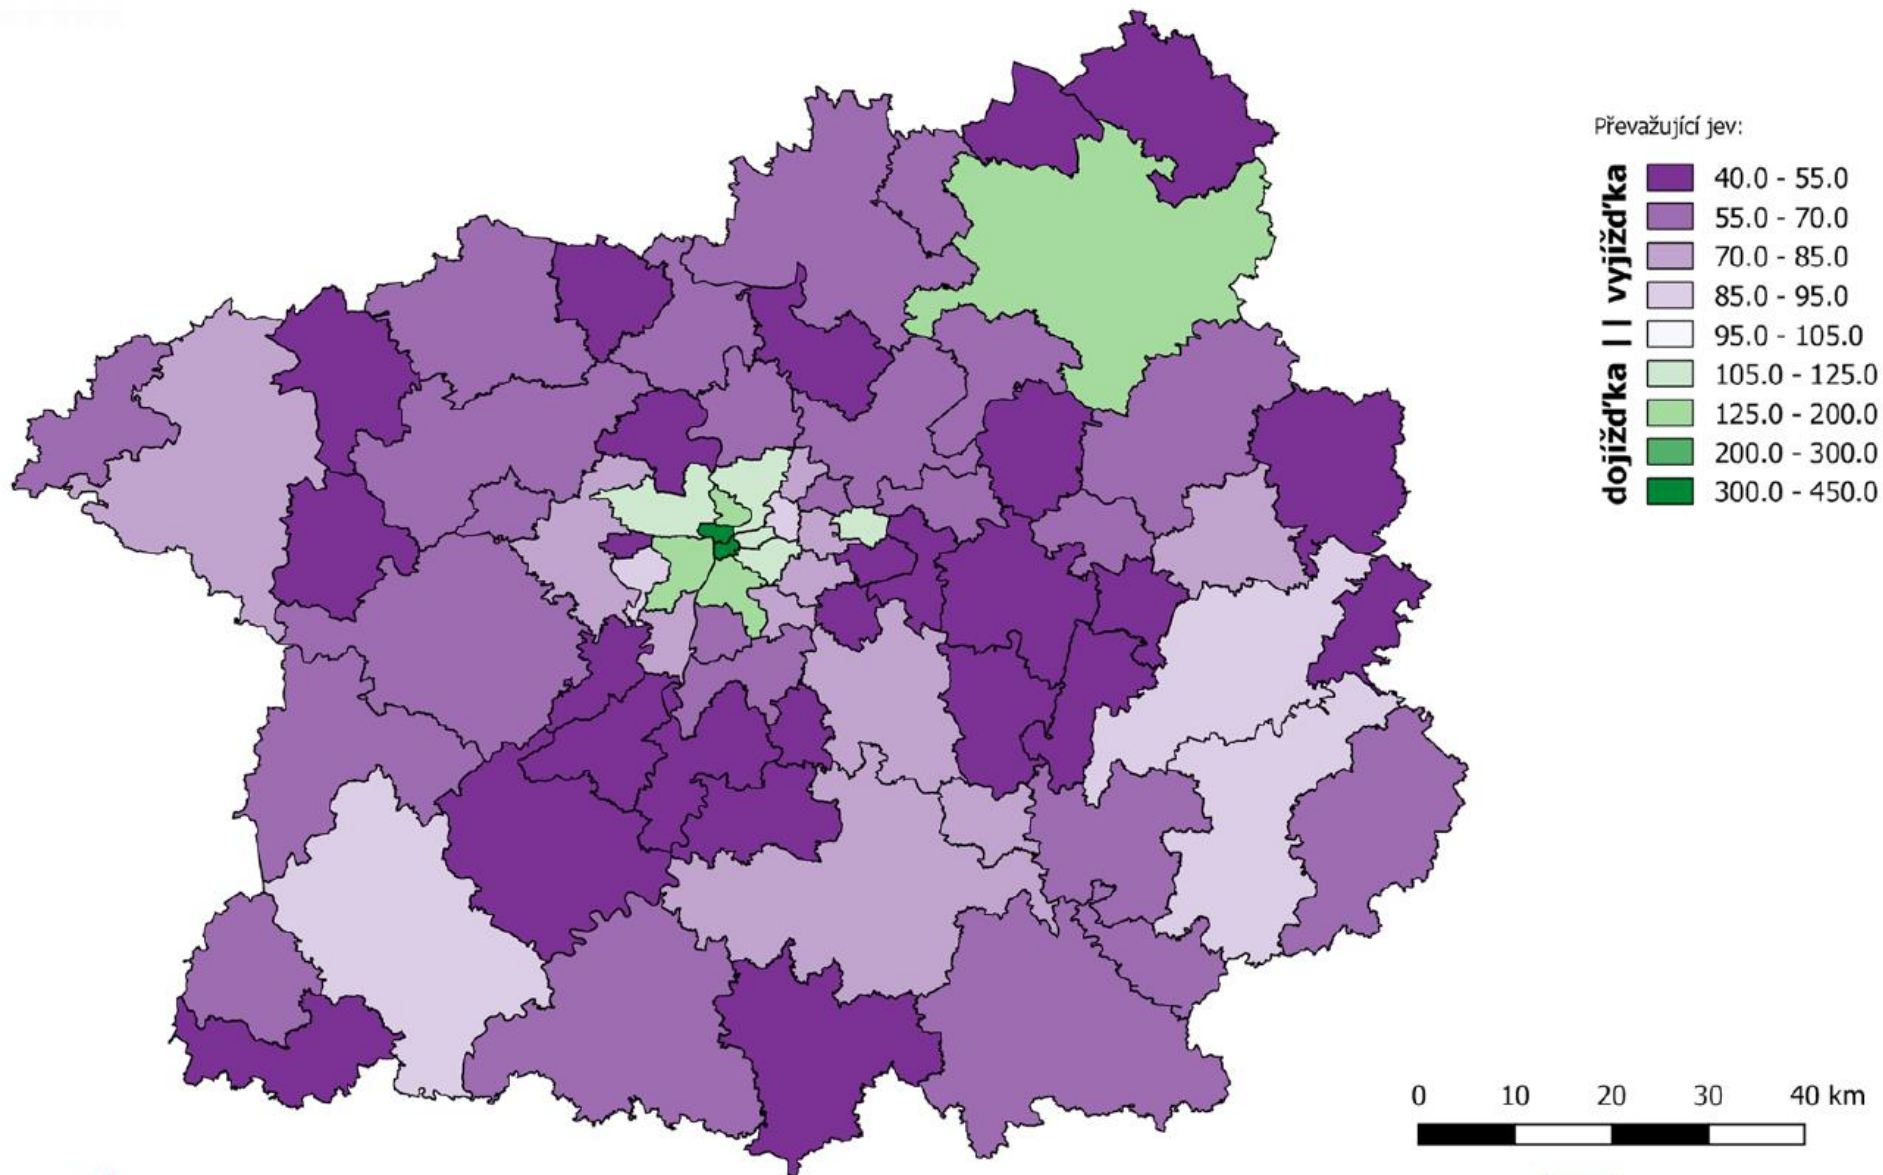 Převažující jev:
dojížďka || vyjížďka
40.0 - 55.0
55.0 - 70.0
70.0 - 85.0
85.0 - 95.0
95.0 - 105.0
105.0 - 125.0
125.0 - 200.0
200.0 - 300.0
300.0 - 450.0
0 10 20 30 40 km